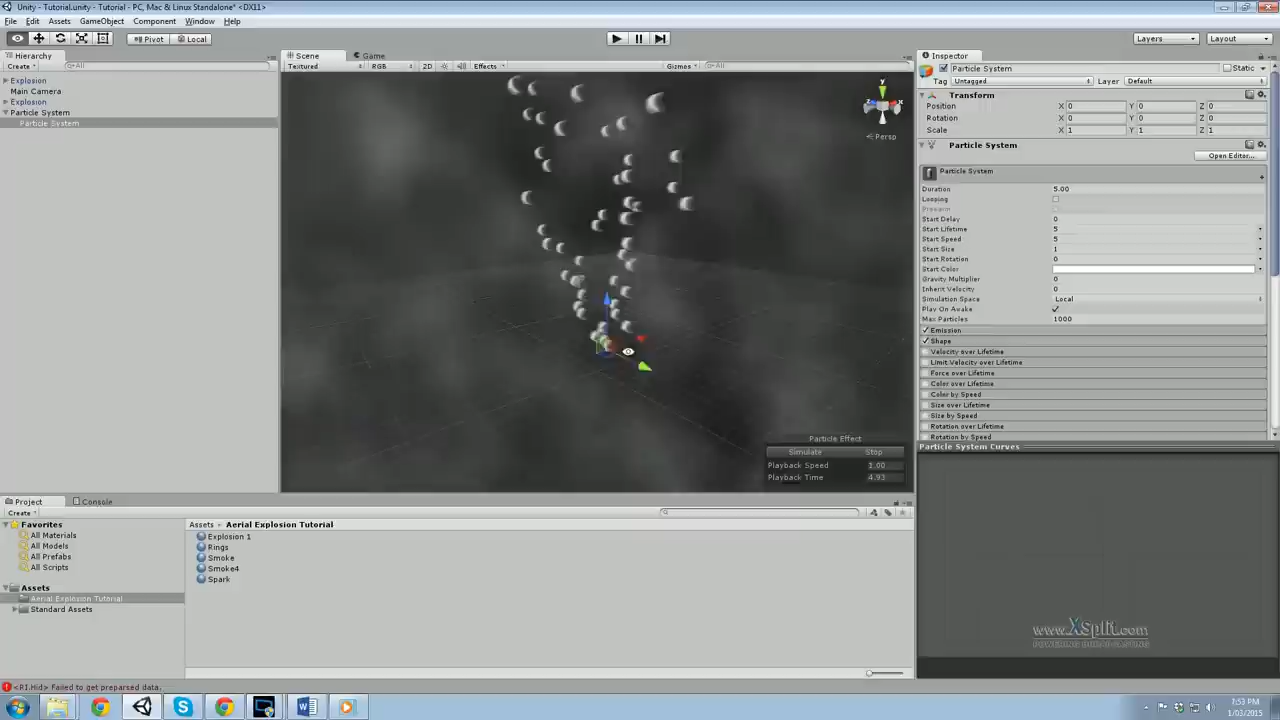 Unity - Tutorial.unity - Tutorial - PC, Mac & Linux Standalone* <DX11>
File Edit Assets GameObject Component Window Help
Pivot Local Layers Layout
Hierarchy
Create All
Explosion
Main Camera
Explosion
Particle System
Particle System
Scene Game
Textured RGB 2D Effects Gizmos All
y
x
z
Persp
Particle Effect
Simulate Stop
Playback Speed 1.00
Playback Time 4.93
Inspector
Particle System Static
Tag Untagged Layer Default
Transform
Position X 0 Y 0 Z 0
Rotation X 0 Y 0 Z 0
Scale X 1 Y 1 Z 1
Particle System
Open Editor...
Particle System
Duration 5.00
Looping
Prewarm
Start Delay 0
Start Lifetime 5
Start Speed 5
Start Size 1
Start Rotation 0
Start Color
Gravity Multiplier 0
Inherit Velocity 0
Simulation Space Local
Play On Awake
Max Particles 1000
Emission
Shape
Velocity over Lifetime
Limit Velocity over Lifetime
Force over Lifetime
Color over Lifetime
Color by Speed
Size over Lifetime
Size by Speed
Rotation over Lifetime
Rotation by Speed
Particle System Curves
www.XSplit.com
POWERING BROADCASTING
Project Console
Create
Favorites
All Materials
All Models
All Prefabs
All Scripts
Assets
Aerial Explosion Tutorial
Standard Assets
Assets Aerial Explosion Tutorial
Explosion 1
Rings
Smoke
Smoke4
Spark
<RI.Hid> Failed to get preparsed data.
7:53 PM
1/03/2015